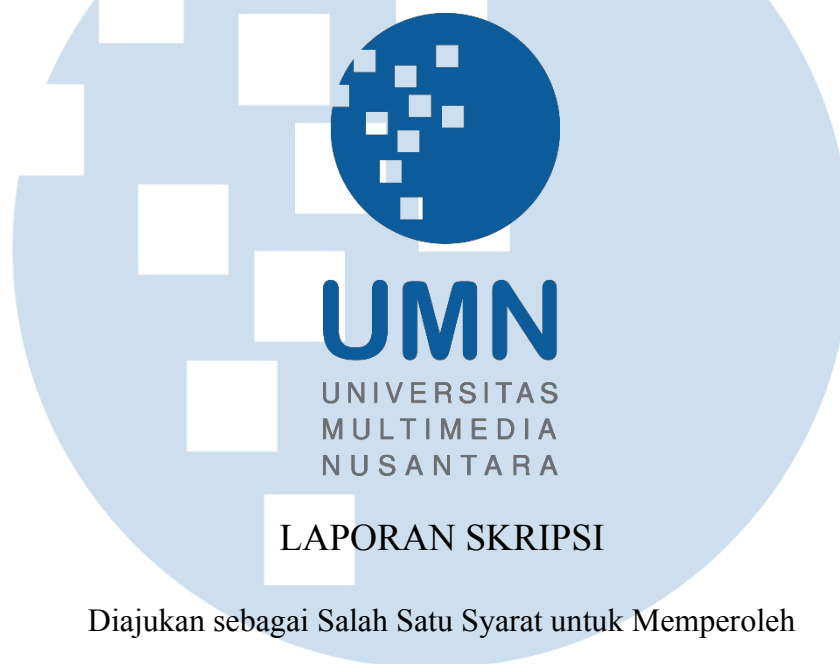 UMN
UNIVERSITAS
MULTIMEDIA
NUSANTARA
LAPORAN SKRIPSI
Diajukan sebagai Salah Satu Syarat untuk Memperoleh